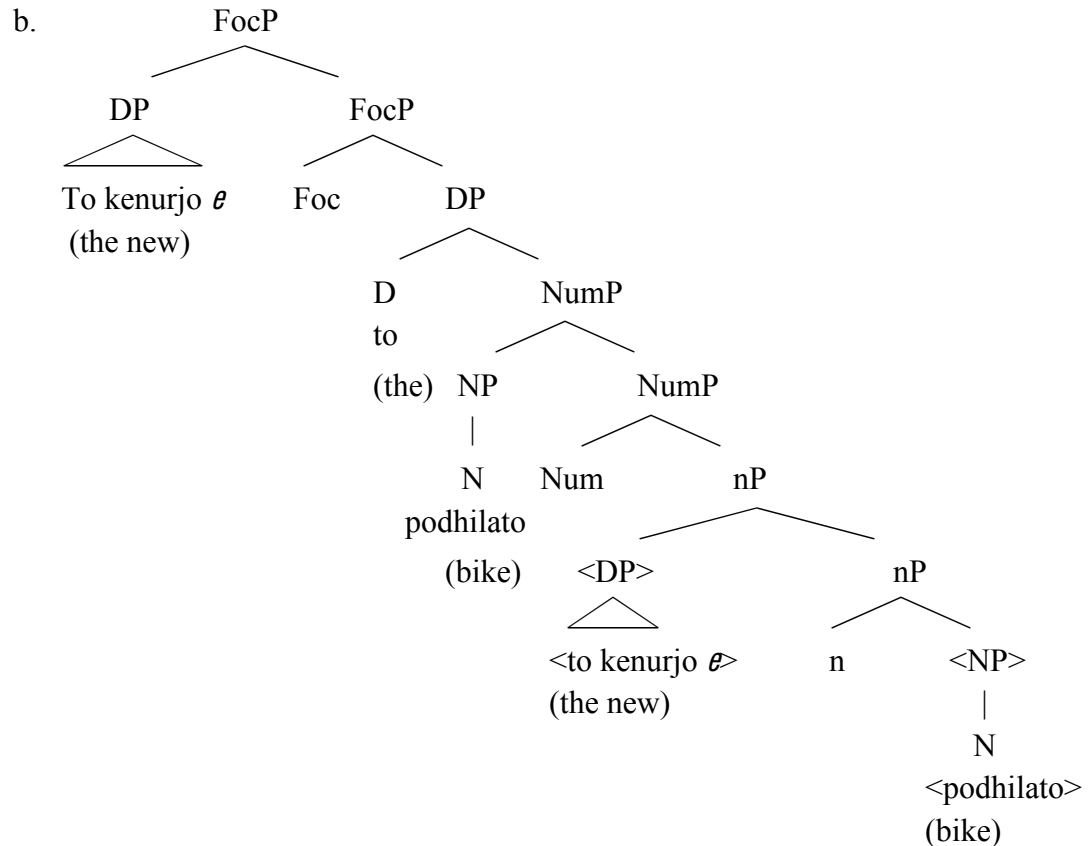 b. FocP
DP FocP
To kenurjo e Foc DP
(the new)
D NumP
to
(the) NP NumP
N Num nP
podhilato
(bike) <DP> nP
<to kenurjo e> n <NP>
(the new)
N
<podhilato>
(bike)